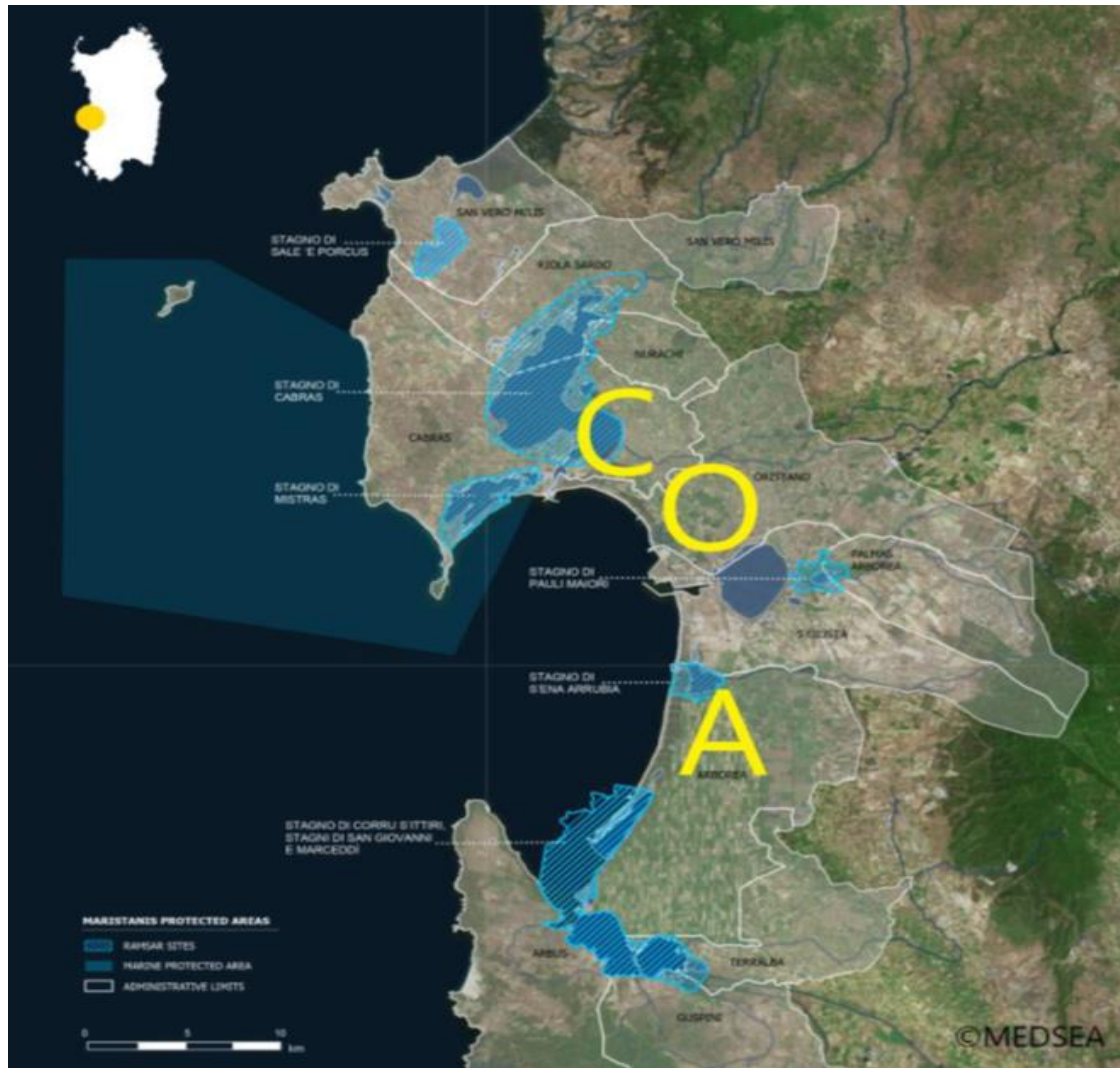 SAN VERO MILIS
STAGNO DI
SALE 'E PORCUS
SAN VERO MILIS
RIOLA SARDO
NURACHI
STAGNO DI
CABRAS
C
CABRAS
ORISTANO
STAGNO DI
MISTRAS
O
PALMAS
ARBOREA
STAGNO DI
PAULI MAIORI
S GIUSTA
STAGNO DI
S'ENA ARRUBIA
A
ARBOREA
STAGNO DI CORRU S'ITTIRI,
STAGNI DI SAN GIOVANNI
E MARCEDDÌ
MARISTANIS PROTECTED AREAS
RAMSAR SITES
MARINE PROTECTED AREA
ADMINISTRATIVE LIMITS
ARBUS
TERRALBA
GUSPINI
0 5 10
km
©MEDSEA